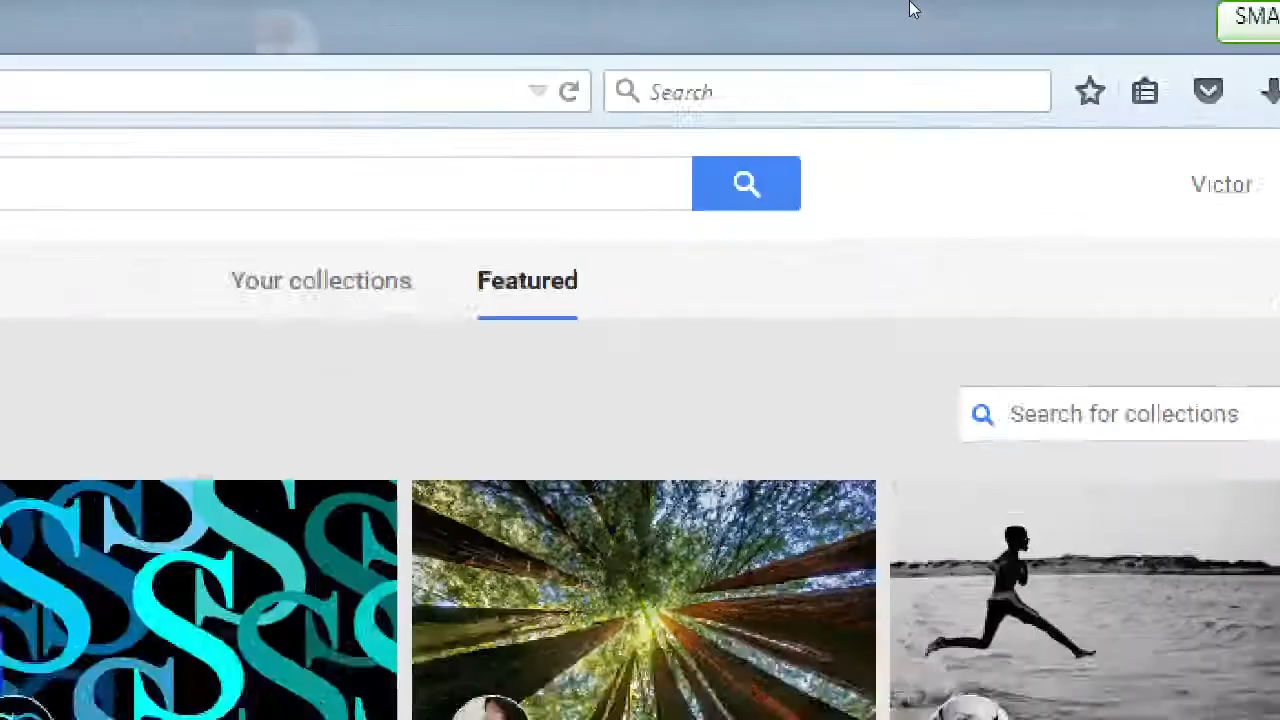 SMA
Search
Victor
Your collections
Featured
Search for collections
S S S S S S S S